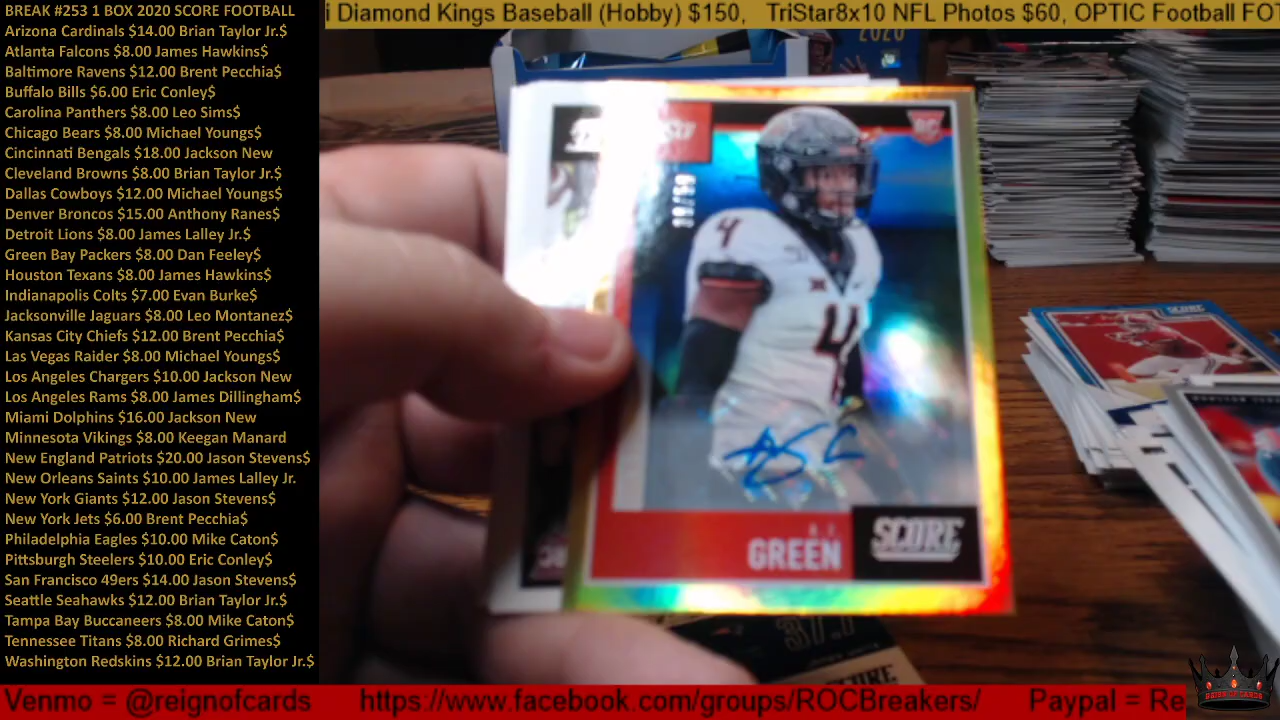 BREAK #253 1 BOX 2020 SCORE FOOTBALL
Arizona Cardinals $14.00 Brian Taylor Jr.$
Atlanta Falcons $8.00 James Hawkins$
Baltimore Ravens $12.00 Brent Pecchia$
Buffalo Bills $6.00 Eric Conley$
Carolina Panthers $8.00 Leo Sims$
Chicago Bears $8.00 Michael Youngs$
Cincinnati Bengals $18.00 Jackson New
Cleveland Browns $8.00 Brian Taylor Jr.$
Dallas Cowboys $12.00 Michael Youngs$
Denver Broncos $15.00 Anthony Ranes$
Detroit Lions $8.00 James Lalley Jr.$
Green Bay Packers $8.00 Dan Feeley$
Houston Texans $8.00 James Hawkins$
Indianapolis Colts $7.00 Evan Burke$
Jacksonville Jaguars $8.00 Leo Montanez$
Kansas City Chiefs $12.00 Brent Pecchia$
Las Vegas Raider $8.00 Michael Youngs$
Los Angeles Chargers $10.00 Jackson New
Los Angeles Rams $8.00 James Dillingham$
Miami Dolphins $16.00 Jackson New
Minnesota Vikings $8.00 Keegan Manard
New England Patriots $20.00 Jason Stevens$
New Orleans Saints $10.00 James Lalley Jr.
New York Giants $12.00 Jason Stevens$
New York Jets $6.00 Brent Pecchia$
Philadelphia Eagles $10.00 Mike Caton$
Pittsburgh Steelers $10.00 Eric Conley$
San Francisco 49ers $14.00 Jason Stevens$
Seattle Seahawks $12.00 Brian Taylor Jr.$
Tampa Bay Buccaneers $8.00 Mike Caton$
Tennessee Titans $8.00 Richard Grimes$
Washington Redskins $12.00 Brian Taylor Jr.$
i Diamond Kings Baseball (Hobby) $150, TriStar8x10 NFL Photos $60, OPTIC Football FOT
2020
RC
4
4
GREEN
SCORE
SCORE
SCORE
Venmo = @reignofcards https://www.facebook.com/groups/ROCBreakers/ Paypal = Re
REIGN OF CARDS